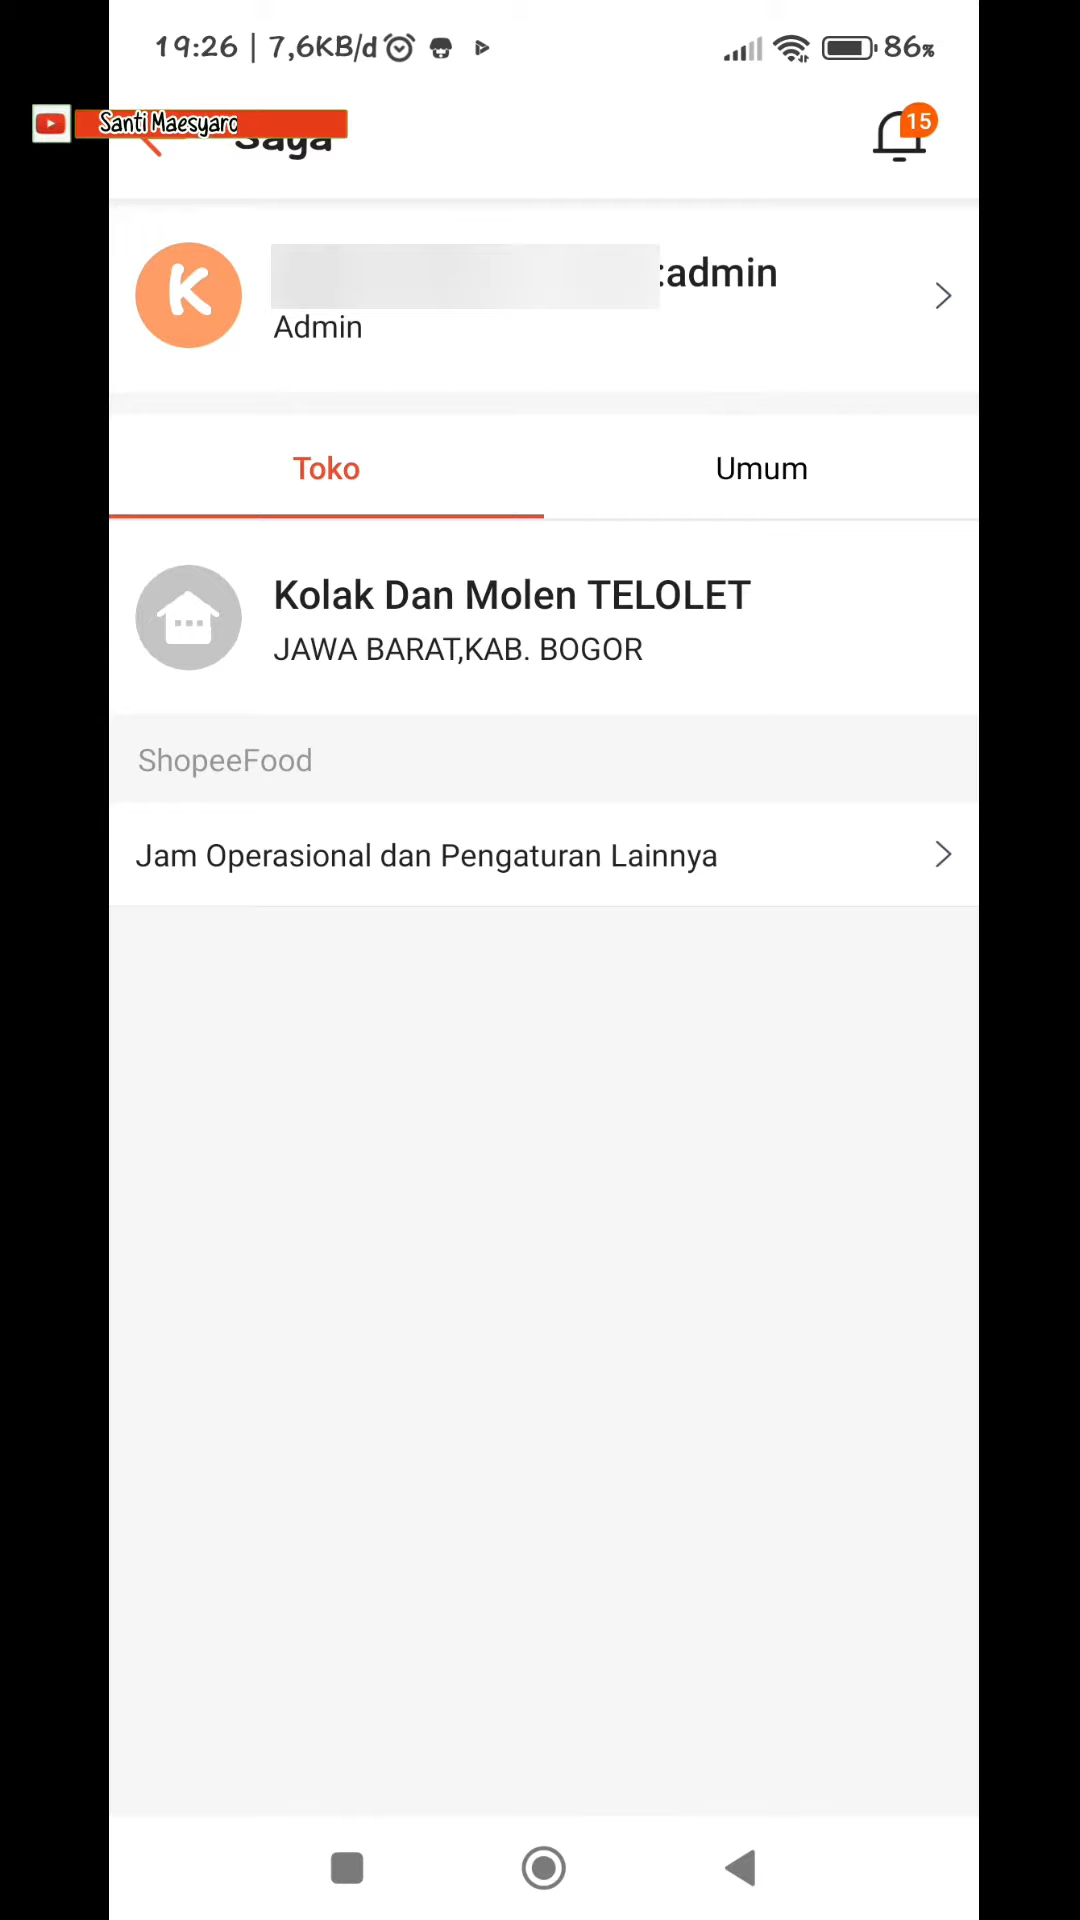 19:26 | 7,6KB/d
86%
Santi Maesyaro
Saya
15
K
:admin
Admin
Toko
Umum
Kolak Dan Molen TELOLET
JAWA BARAT,KAB. BOGOR
ShopeeFood
Jam Operasional dan Pengaturan Lainnya